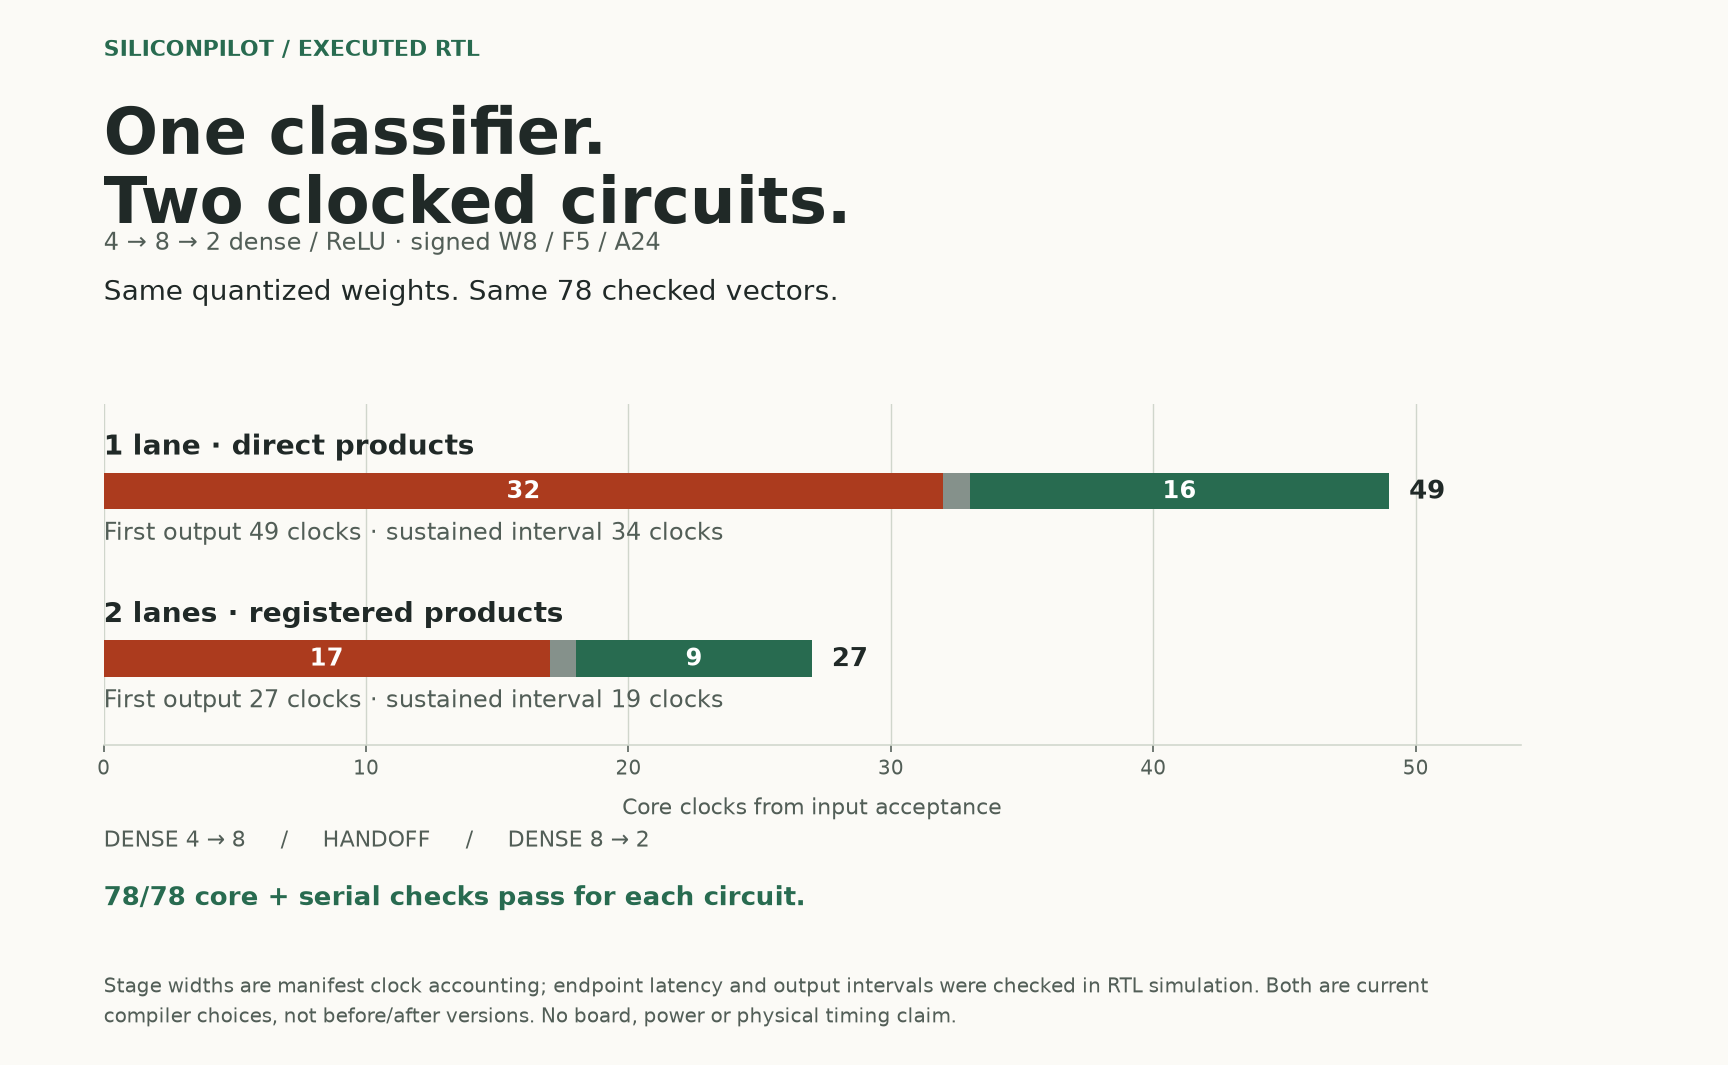 SILICONPILOT / EXECUTED RTL
One classifier.
Two clocked circuits.
4 → 8 → 2 dense / ReLU · signed W8 / F5 / A24
Same quantized weights. Same 78 checked vectors.
1 lane · direct products
32 16 49
First output 49 clocks · sustained interval 34 clocks
2 lanes · registered products
17 9 27
First output 27 clocks · sustained interval 19 clocks
0 10 20 30 40 50
Core clocks from input acceptance
DENSE 4 → 8 / HANDOFF / DENSE 8 → 2
78/78 core + serial checks pass for each circuit.
Stage widths are manifest clock accounting; endpoint latency and output intervals were checked in RTL simulation. Both are current
compiler choices, not before/after versions. No board, power or physical timing claim.